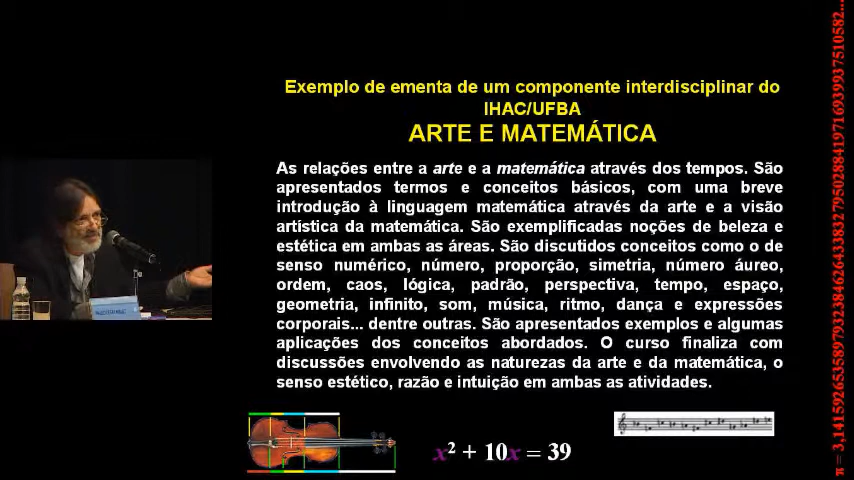 Exemplo de ementa de um componente interdisciplinar do
IHAC/UFBA
ARTE E MATEMÁTICA
As relações entre a arte e a matemática através dos tempos. São
apresentados termos e conceitos básicos, com uma breve
introdução à linguagem matemática através da arte e a visão
artística da matemática. São exemplificadas noções de beleza e
estética em ambas as áreas. São discutidos conceitos como o de
senso numérico, número, proporção, simetria, número áureo,
ordem, caos, lógica, padrão, perspectiva, tempo, espaço,
geometria, infinito, som, música, ritmo, dança e expressões
corporais... dentre outras. São apresentados exemplos e algumas
aplicações dos conceitos abordados. O curso finaliza com
discussões envolvendo as naturezas da arte e da matemática, o
senso estético, razão e intuição em ambas as atividades.
x² + 10x = 39
π = 3,14159265358979323846264338327950288419716939937510582...